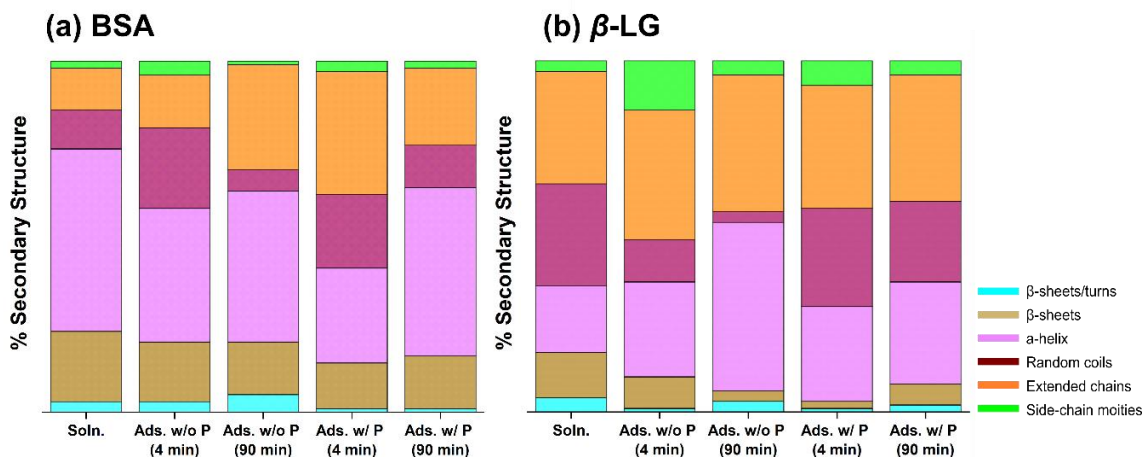 (a) BSA
(b) β-LG
% Secondary Structure
Soln.
Ads. w/o P
(4 min)
Ads. w/o P
(90 min)
Ads. w/ P
(4 min)
Ads. w/ P
(90 min)
% Secondary Structure
Soln.
Ads. w/o P
(4 min)
Ads. w/o P
(90 min)
Ads. w/ P
(4 min)
Ads. w/ P
(90 min)
β-sheets/turns
β-sheets
a-helix
Random coils
Extended chains
Side-chain moities